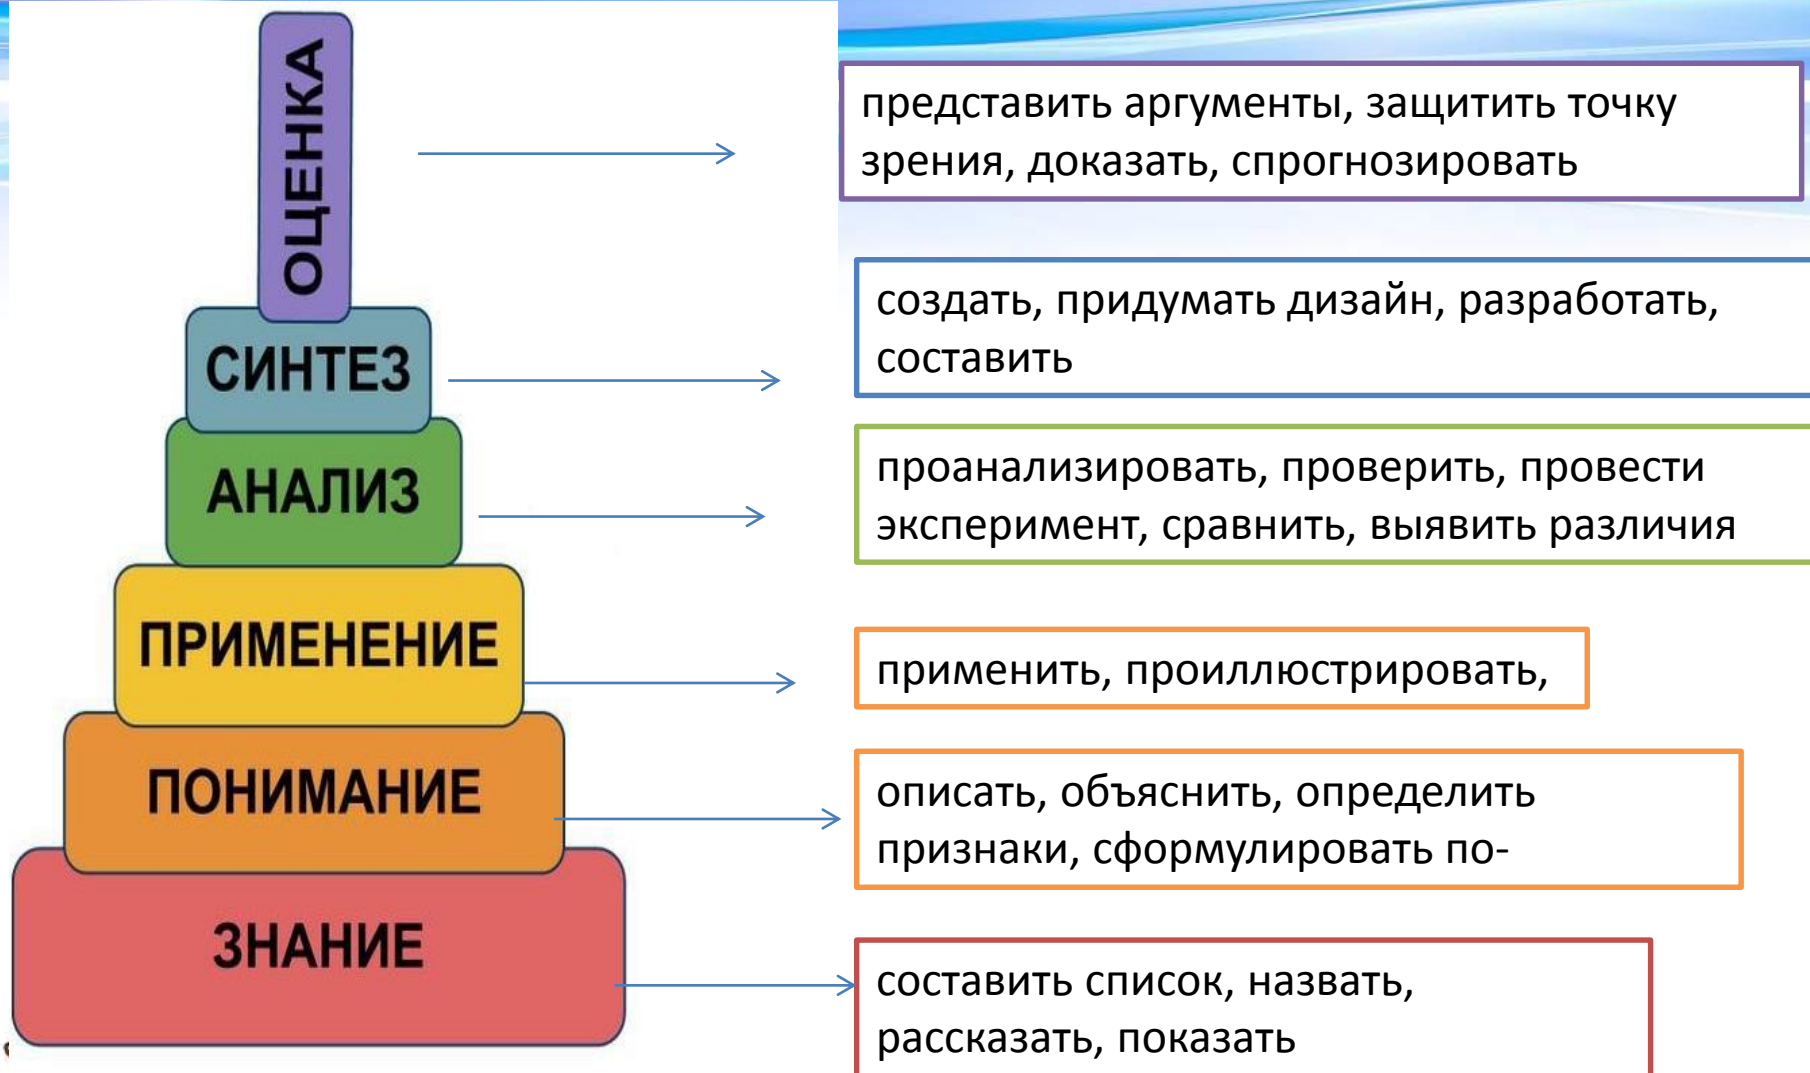 ОЦЕНКА
представить аргументы, защитить точку
зрения, доказать, спрогнозировать
СИНТЕЗ
создать, придумать дизайн, разработать,
составить
АНАЛИЗ
проанализировать, проверить, провести
эксперимент, сравнить, выявить различия
ПРИМЕНЕНИЕ
применить, проиллюстрировать,
ПОНИМАНИЕ
описать, объяснить, определить
признаки, сформулировать по-
ЗНАНИЕ
составить список, назвать,
рассказать, показать